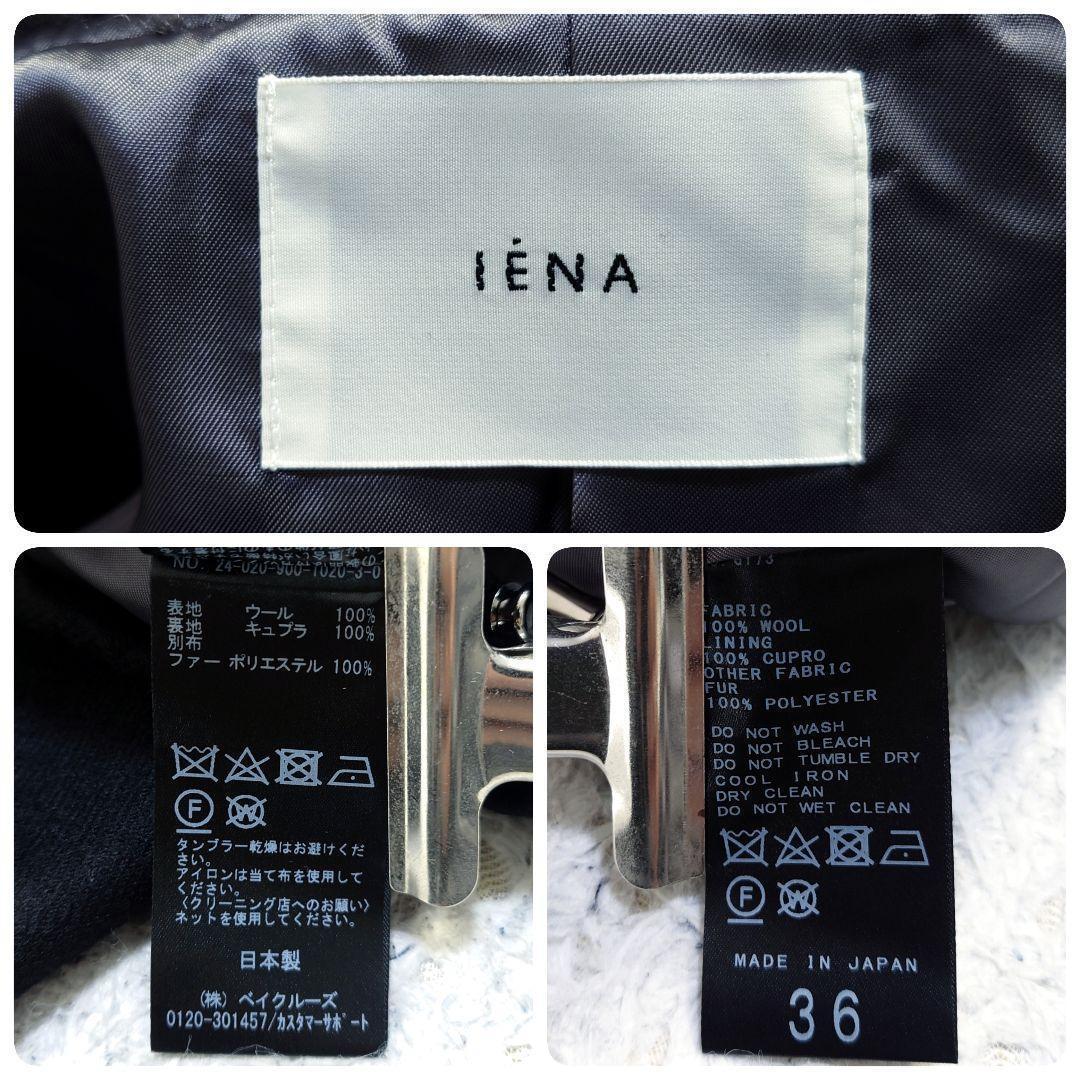 IÉNA
NO. 24-020-900-1020-3-0
表地 ウール 100%
裏地 キュプラ 100%
別布
ファー ポリエステル 100%
F
W
タンブラー乾燥はお避けくだ
さい。
アイロンは当て布を使用して
ください。
〈クリーニング店へのお願い〉
ネットを使用してください。
日本製
(株) ベイクルーズ
0120-301457/カスタマーサポート
FABRIC
100% WOOL
LINING
100% CUPRO
OTHER FABRIC
FUR
100% POLYESTER
DO NOT WASH
DO NOT BLEACH
DO NOT TUMBLE DRY
COOL IRON
DRY CLEAN
DO NOT WET CLEAN
F
W
MADE IN JAPAN
36